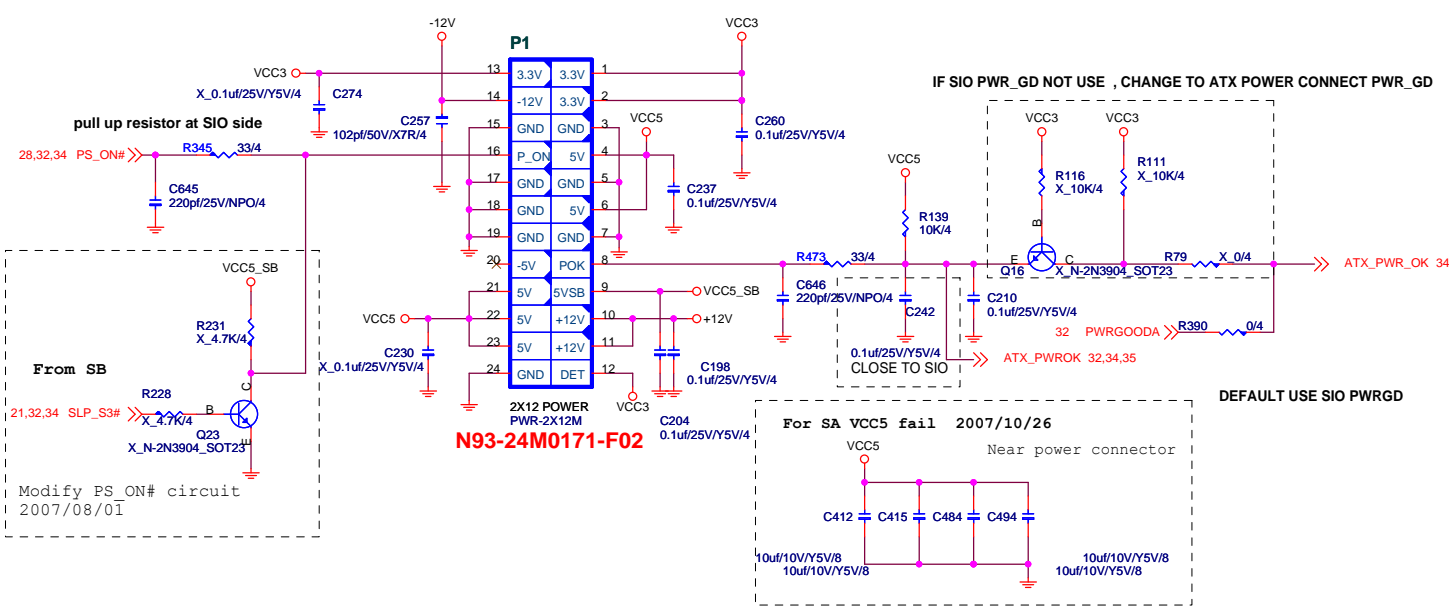 -12V
VCC3
P1
VCC3
13 3.3V 3.3V 1
X_0.1uf/25V/Y5V/4
C274
14 -12V 3.3V 2
IF SIO PWR_GD NOT USE , CHANGE TO ATX POWER CONNECT PWR_GD
pull up resistor at SIO side
C257
102pf/50V/X7R/4
15 GND GND 3
VCC5
C260
0.1uf/25V/Y5V/4
VCC3
VCC3
28,32,34 PS_ON#
R345
33/4
16 P_ON 5V 4
C645
220pf/25V/NPO/4
17 GND GND 5
C237
0.1uf/25V/Y5V/4
VCC5
R116
X_10K/4
R111
X_10K/4
18 GND 5V 6
19 GND GND 7
R139
10K/4
B
20 -5V POK 8
R473
33/4
E
C
Q16
X_N-2N3904_SOT23
R79
X_0/4
ATX_PWR_OK 34
VCC5_SB
21 5V 5VSB 9
VCC5_SB
C646
220pf/25V/NPO/4
C242
C210
0.1uf/25V/Y5V/4
VCC5
22 5V +12V 10
+12V
R231
X_4.7K/4
32 PWRGOODA
R390
0/4
23 5V +12V 11
C230
X_0.1uf/25V/Y5V/4
C198
0.1uf/25V/Y5V/4
0.1uf/25V/Y5V/4
CLOSE TO SIO
ATX_PWROK 32,34,35
From SB
24 GND DET 12
C
R228
X_4.7K/4
21,32,34 SLP_S3#
B
Q23
X_N-2N3904_SOT23
E
2X12 POWER
PWR-2X12M
VCC3
N93-24M0171-F02
C204
0.1uf/25V/Y5V/4
DEFAULT USE SIO PWRGD
For SA VCC5 fail 2007/10/26
VCC5
Near power connector
Modify PS_ON# circuit
2007/08/01
C412
C415
C484
C494
10uf/10V/Y5V/8
10uf/10V/Y5V/8
10uf/10V/Y5V/8
10uf/10V/Y5V/8